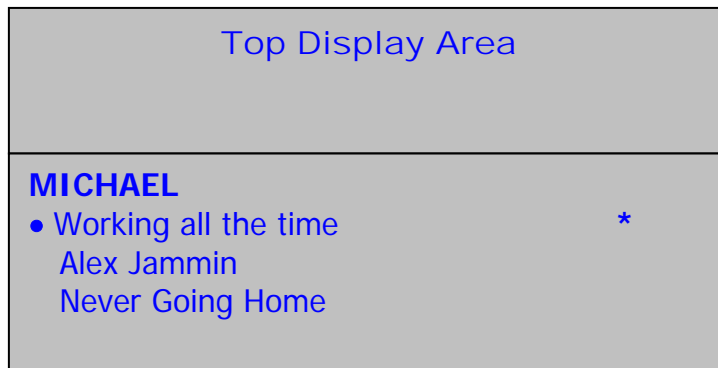 Top Display Area
MICHAEL
● Working all the time *
Alex Jammin
Never Going Home